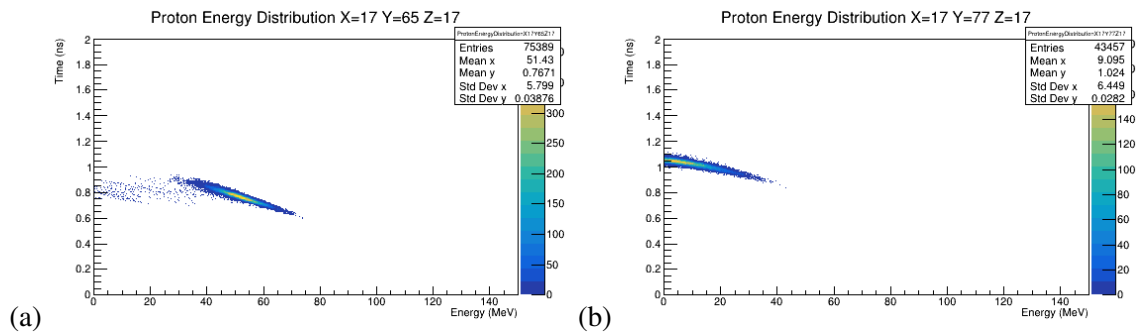 Proton Energy Distribution X=17 Y=65 Z=17
ProtonEnergyDistributionX17Y65Z17
Entries 75389
Mean x 51.43
Mean y 0.7671
Std Dev x 5.799
Std Dev y 0.03876
Time (ns)
2
1.8
1.6
1.4
1.2
1
0.8
0.6
0.4
0.2
0
0 20 40 60 80 100 120 140
Energy (MeV)
300
250
200
150
100
50
0
(a)
Proton Energy Distribution X=17 Y=77 Z=17
ProtonEnergyDistributionX17Y77Z17
Entries 43457
Mean x 9.095
Mean y 1.024
Std Dev x 6.449
Std Dev y 0.0282
Time (ns)
2
1.8
1.6
1.4
1.2
1
0.8
0.6
0.4
0.2
0
0 20 40 60 80 100 120 140
Energy (MeV)
140
120
100
80
60
40
20
0
(b)